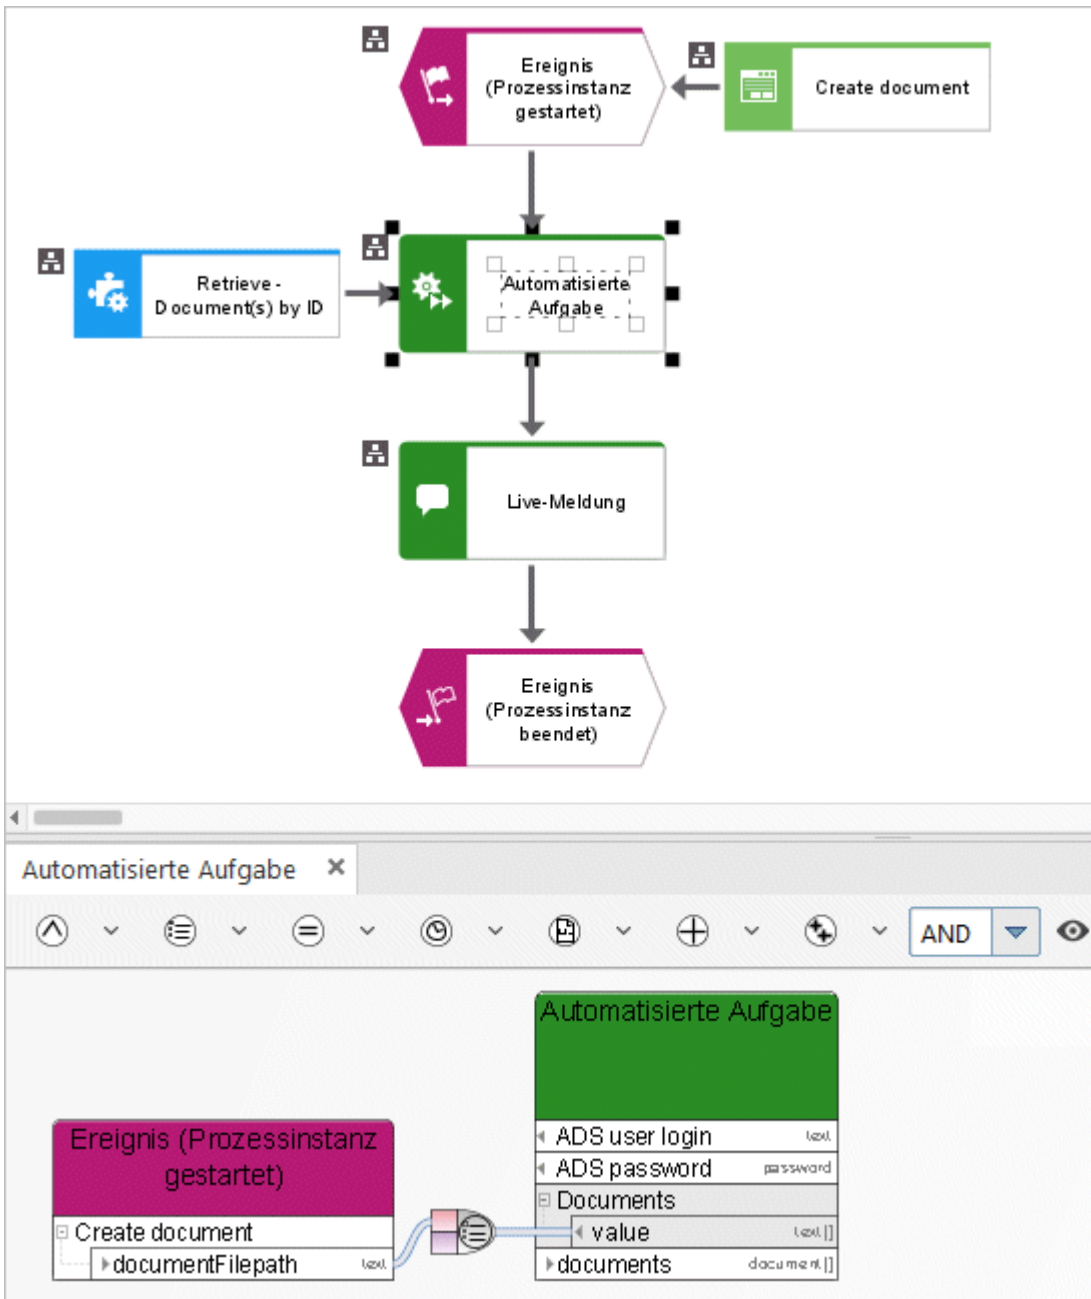 Ereignis
(Prozessinstanz
gestartet)
Create document
Retrieve -
Document(s) by ID
Automatisierte
Aufgabe
Live-Meldung
Ereignis
(Prozessinstanz
beendet)
Automatisierte Aufgabe
AND
Automatisierte Aufgabe
ADS user login text
ADS password password
Documents
value text[]
documents document[]
Ereignis (Prozessinstanz
gestartet)
Create document
documentFilepath text